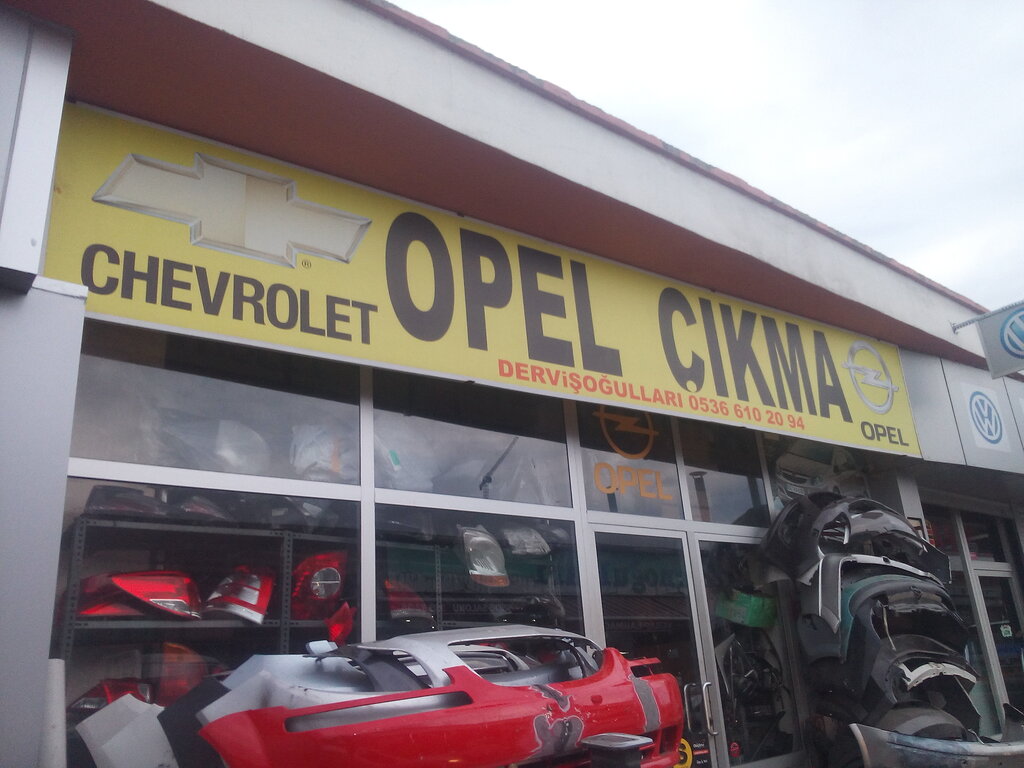 CHEVROLET
OPEL ÇIKMA
DERVİŞOĞULLARI 0536 610 20 94
OPEL
OPEL